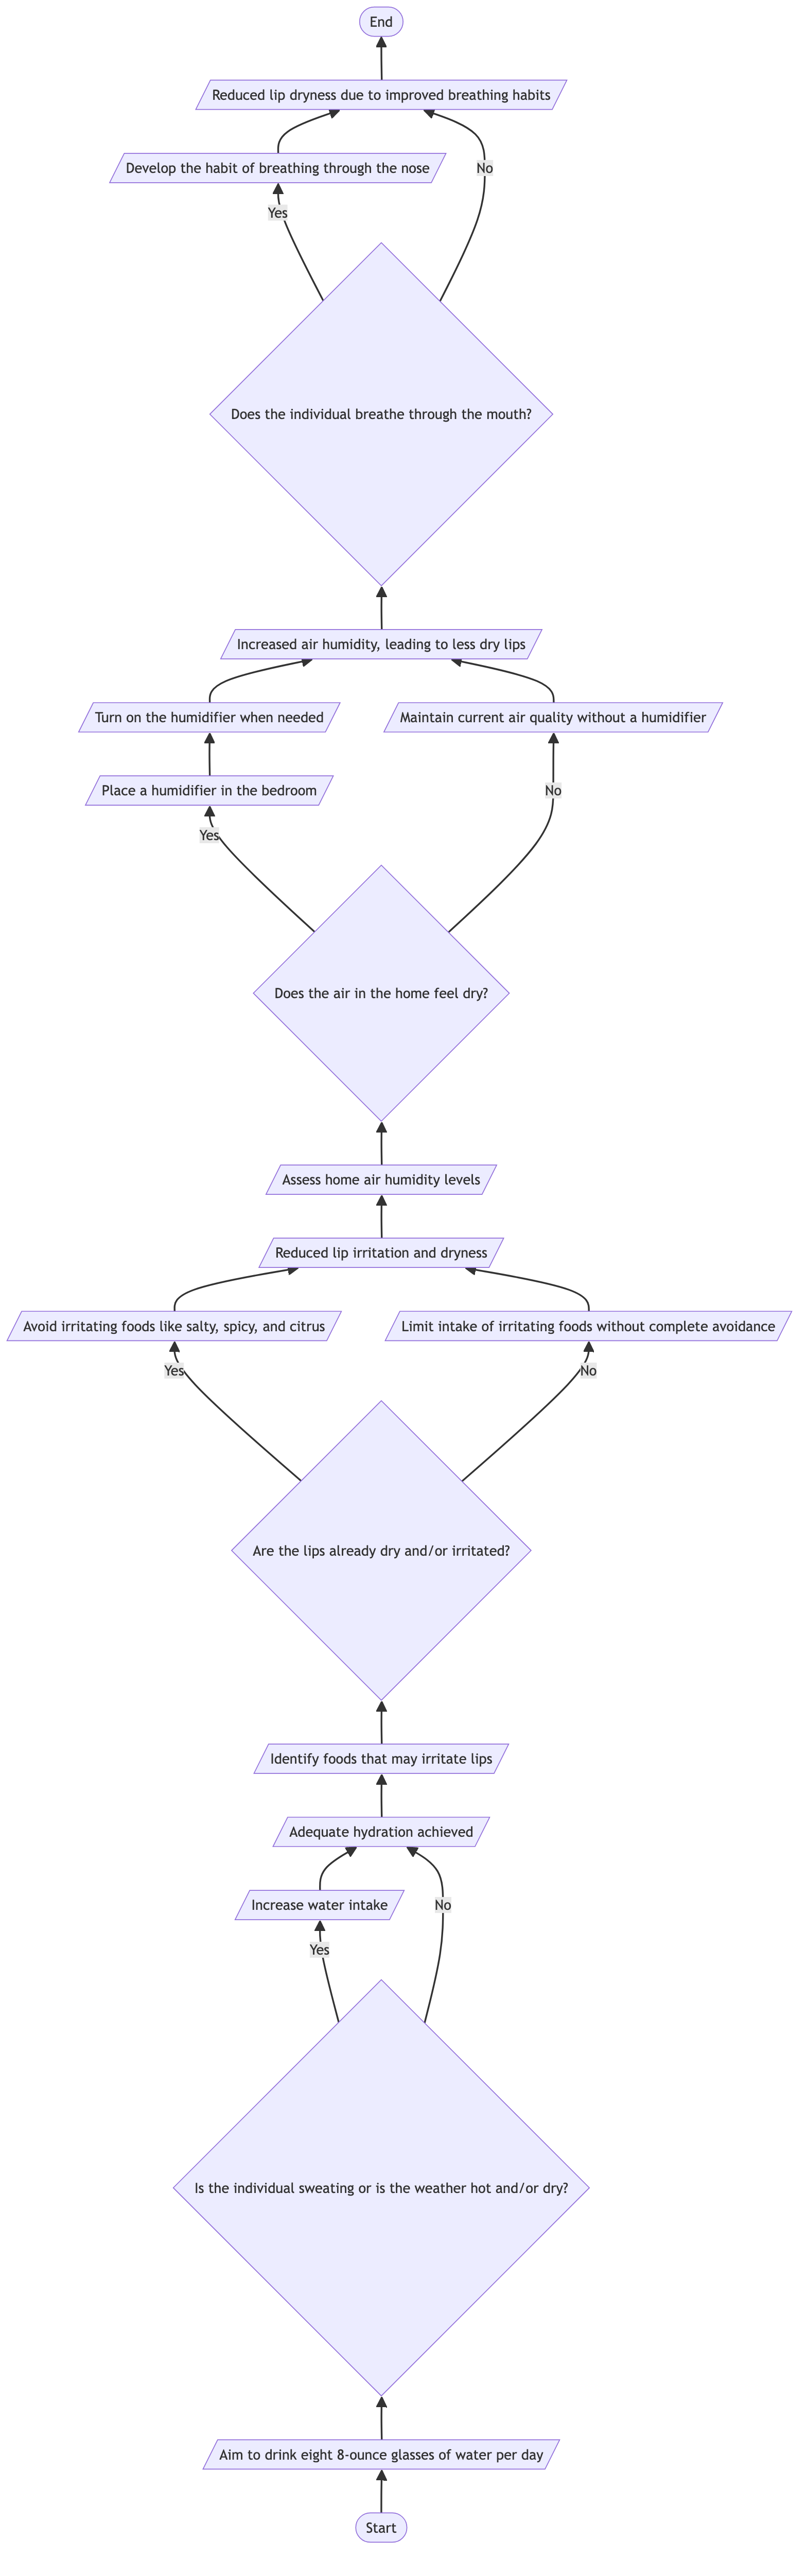 End
Reduced lip dryness due to improved breathing habits
Develop the habit of breathing through the nose
No
Yes
Does the individual breathe through the mouth?
Increased air humidity, leading to less dry lips
Turn on the humidifier when needed
Maintain current air quality without a humidifier
Place a humidifier in the bedroom
No
Yes
Does the air in the home feel dry?
Assess home air humidity levels
Reduced lip irritation and dryness
Avoid irritating foods like salty, spicy, and citrus
Limit intake of irritating foods without complete avoidance
Yes
No
Are the lips already dry and/or irritated?
Identify foods that may irritate lips
Adequate hydration achieved
Increase water intake
No
Yes
Is the individual sweating or is the weather hot and/or dry?
Aim to drink eight 8-ounce glasses of water per day
Start